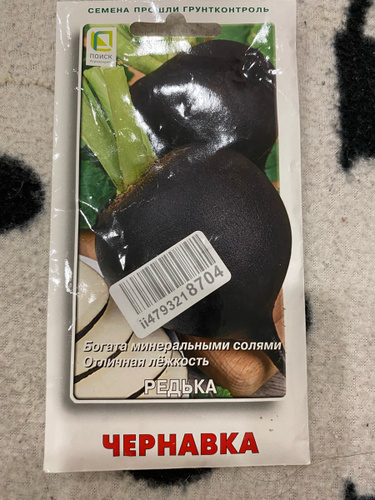 СЕМЕНА ПРОШЛИ ГРУНТКОНТРОЛЬ
ПОИСК
ii4793218704
Богата минеральными солями
Отличная лёжкость
РЕДЬКА
ЧЕРНАВКА